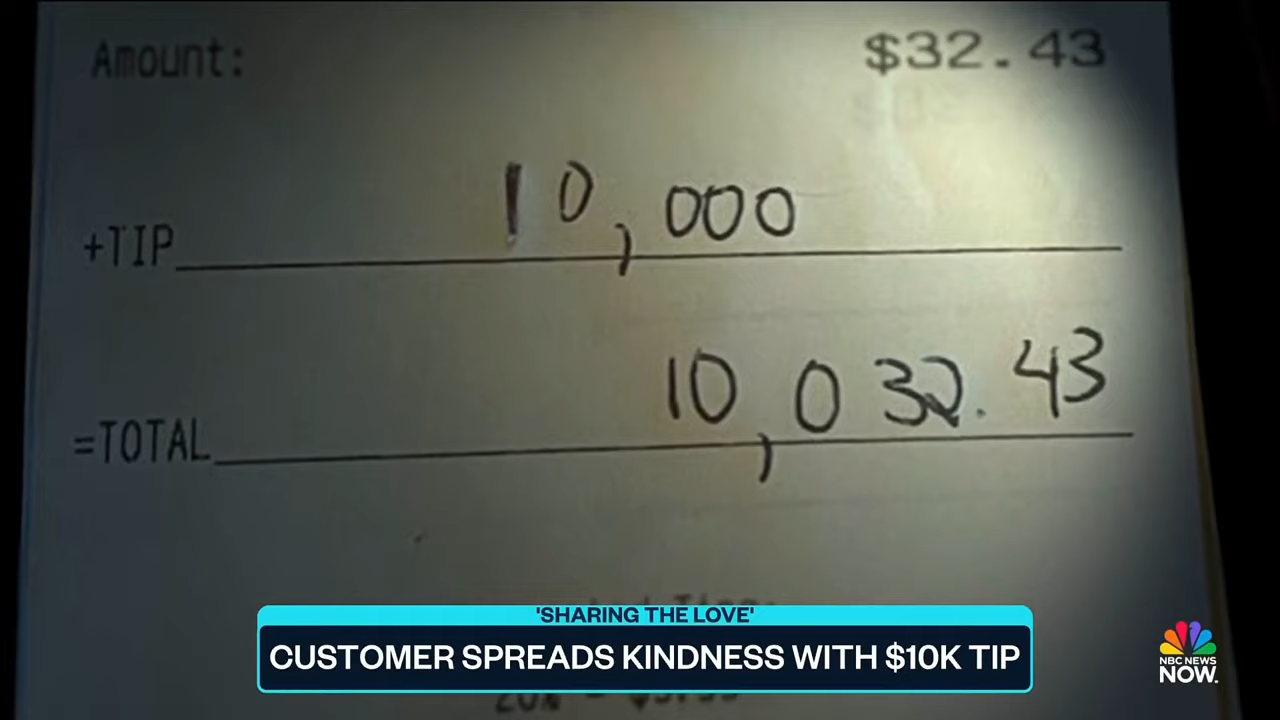 Amount: $32.43
+TIP 10,000
=TOTAL 10,032.43
'SHARING THE LOVE'
CUSTOMER SPREADS KINDNESS WITH $10K TIP
NBC NEWS
NOW.